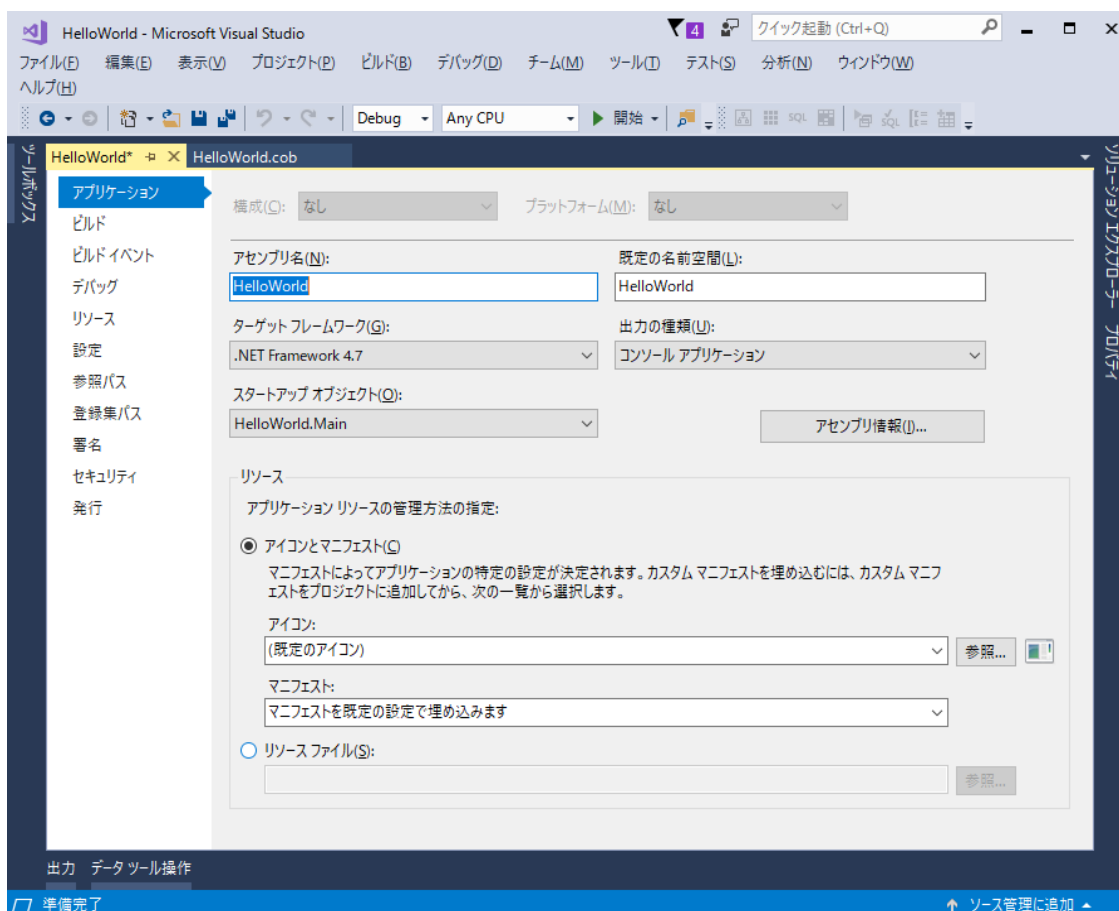 HelloWorld - Microsoft Visual Studio
4
クイック起動 (Ctrl+Q)
ファイル(F) 編集(E) 表示(V) プロジェクト(P) ビルド(B) デバッグ(D) チーム(M) ツール(T) テスト(S) 分析(N) ウィンドウ(W)
ヘルプ(H)
Debug Any CPU 開始 SQL SQL
ツールボックス
HelloWorld* HelloWorld.cob
ソリューション エクスプローラー プロパティ
アプリケーション
ビルド
ビルド イベント
デバッグ
リソース
設定
参照パス
登録集パス
署名
セキュリティ
発行
構成(C): なし プラットフォーム(M): なし
アセンブリ名(N): 既定の名前空間(L):
HelloWorld HelloWorld
ターゲット フレームワーク(G): 出力の種類(U):
.NET Framework 4.7 コンソール アプリケーション
スタートアップ オブジェクト(O):
HelloWorld.Main アセンブリ情報(I)...
リソース
アプリケーション リソースの管理方法の指定:
アイコンとマニフェスト(C)
マニフェストによってアプリケーションの特定の設定が決定されます。カスタム マニフェストを埋め込むには、カスタム マニフ
ェストをプロジェクトに追加してから、次の一覧から選択します。
アイコン:
(既定のアイコン) 参照...
マニフェスト:
マニフェストを既定の設定で埋め込みます
リソース ファイル(S):
参照...
出力 データ ツール操作
準備完了 ソース管理に追加